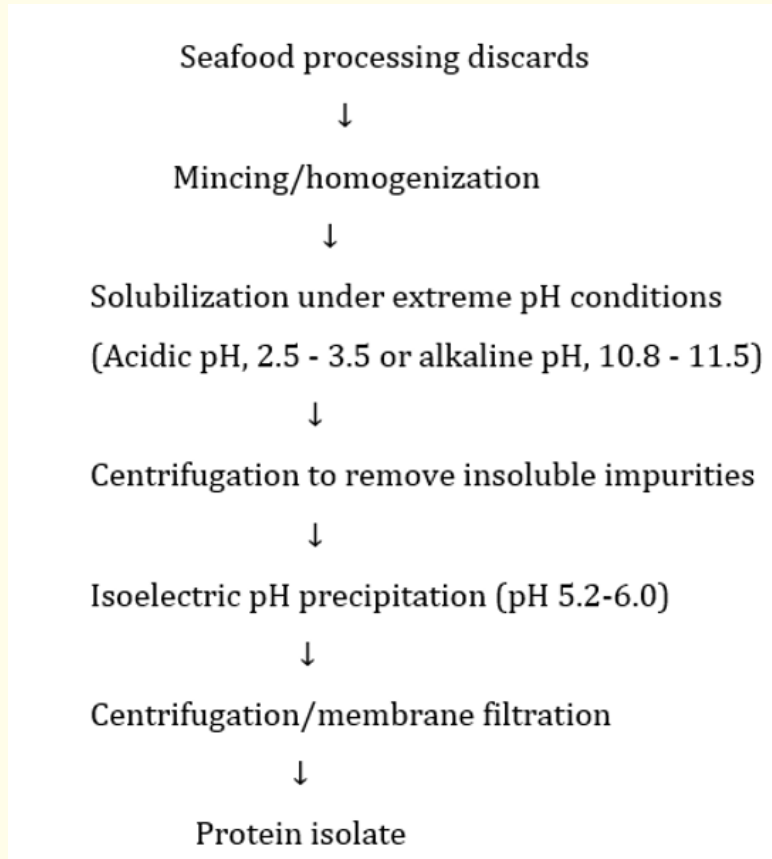 Seafood processing discards
↓
Mincing/homogenization
↓
Solubilization under extreme pH conditions
(Acidic pH, 2.5 - 3.5 or alkaline pH, 10.8 - 11.5)
↓
Centrifugation to remove insoluble impurities
↓
Isoelectric pH precipitation (pH 5.2-6.0)
↓
Centrifugation/membrane filtration
↓
Protein isolate